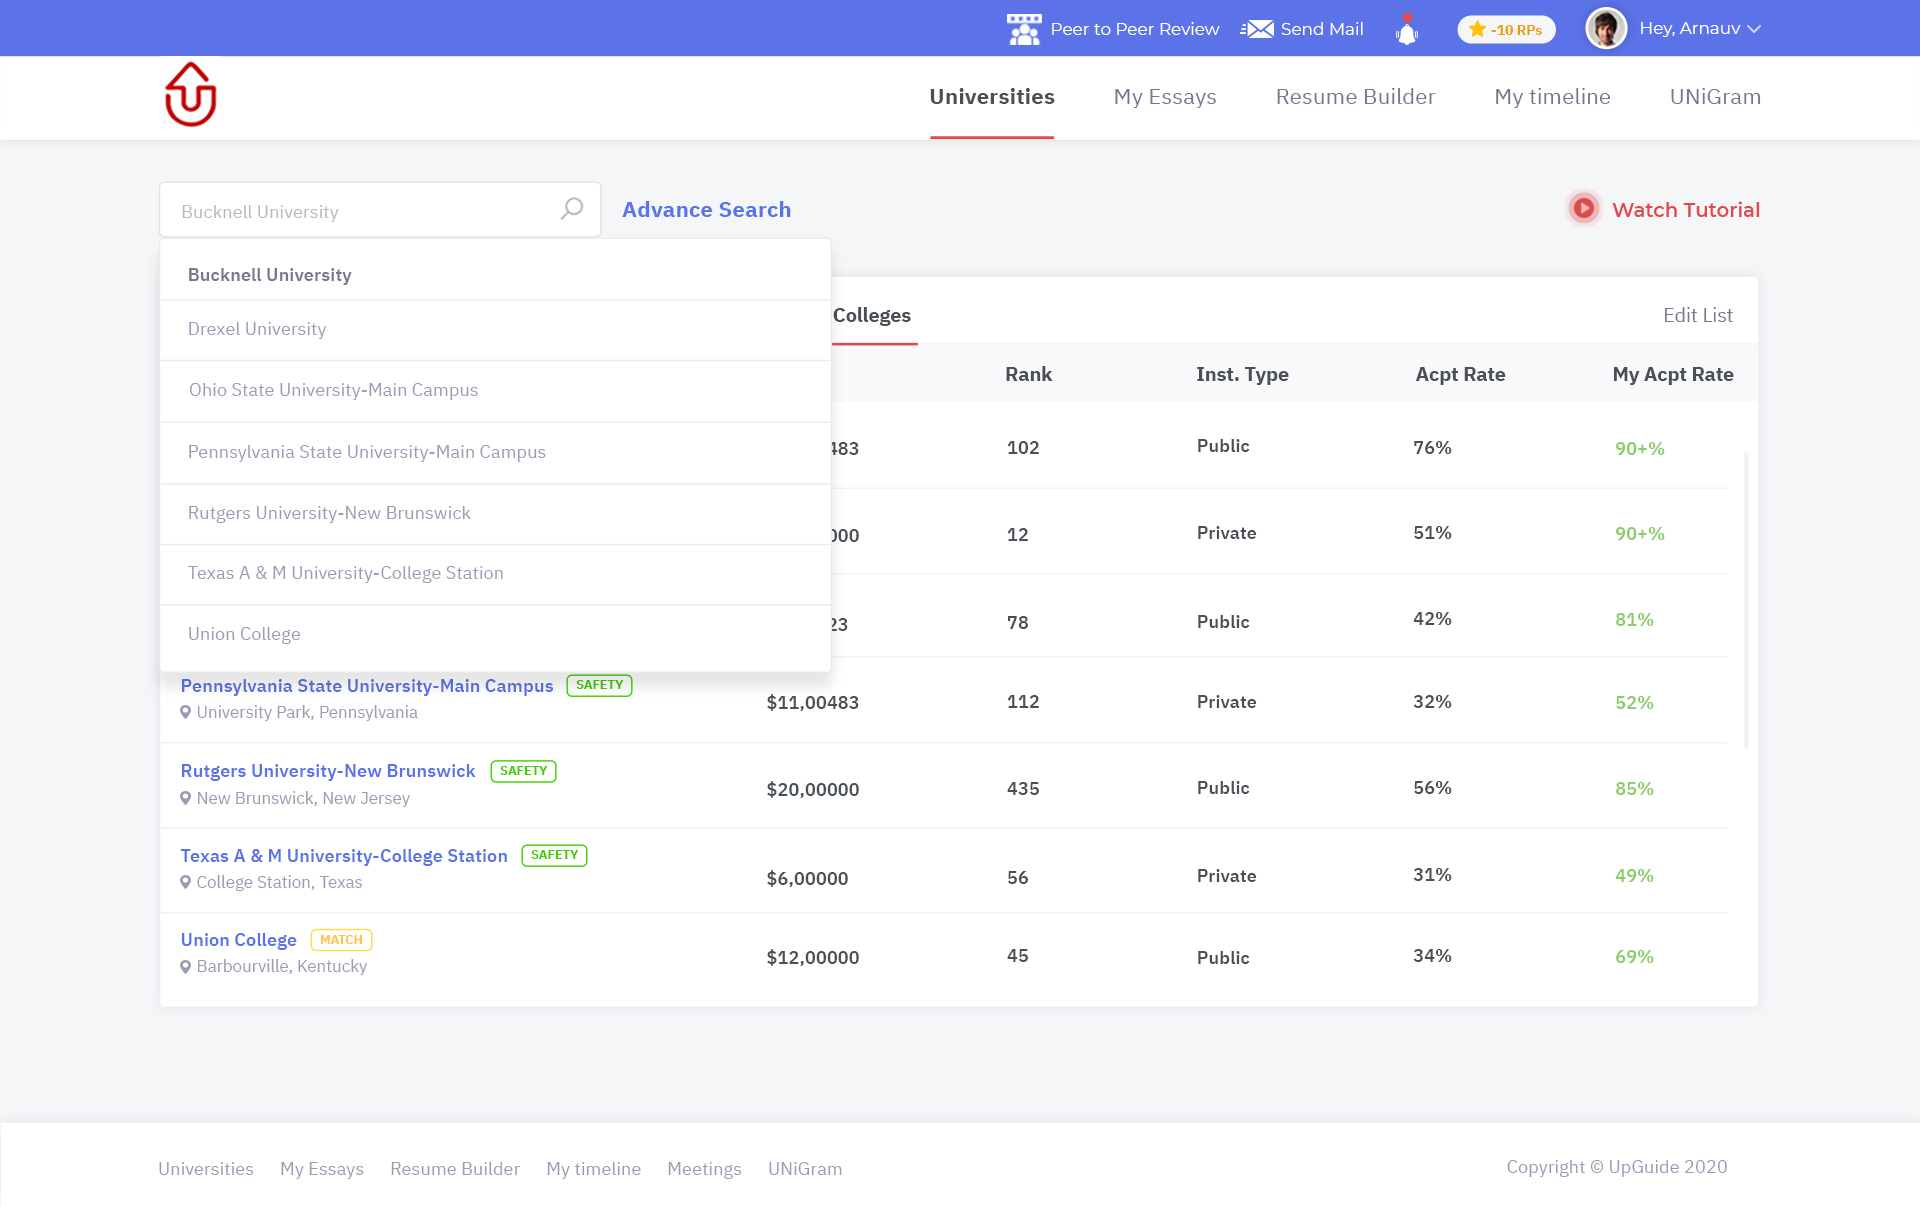 Peer to Peer Review
Send Mail
-10 RPs
Hey, Arnauv
Universities
My Essays
Resume Builder
My timeline
UNiGram
Bucknell University
Advance Search
Watch Tutorial
Bucknell University
Drexel University
Ohio State University-Main Campus
Pennsylvania State University-Main Campus
Rutgers University-New Brunswick
Texas A & M University-College Station
Union College
Colleges
Edit List
Rank
Inst. Type
Acpt Rate
My Acpt Rate
483
102
Public
76%
90+%
000
12
Private
51%
90+%
23
78
Public
42%
81%
Pennsylvania State University-Main Campus
SAFETY
University Park, Pennsylvania
$11,00483
112
Private
32%
52%
Rutgers University-New Brunswick
SAFETY
New Brunswick, New Jersey
$20,00000
435
Public
56%
85%
Texas A & M University-College Station
SAFETY
College Station, Texas
$6,00000
56
Private
31%
49%
Union College
MATCH
Barbourville, Kentucky
$12,00000
45
Public
34%
69%
Universities
My Essays
Resume Builder
My timeline
Meetings
UNiGram
Copyright © UpGuide 2020